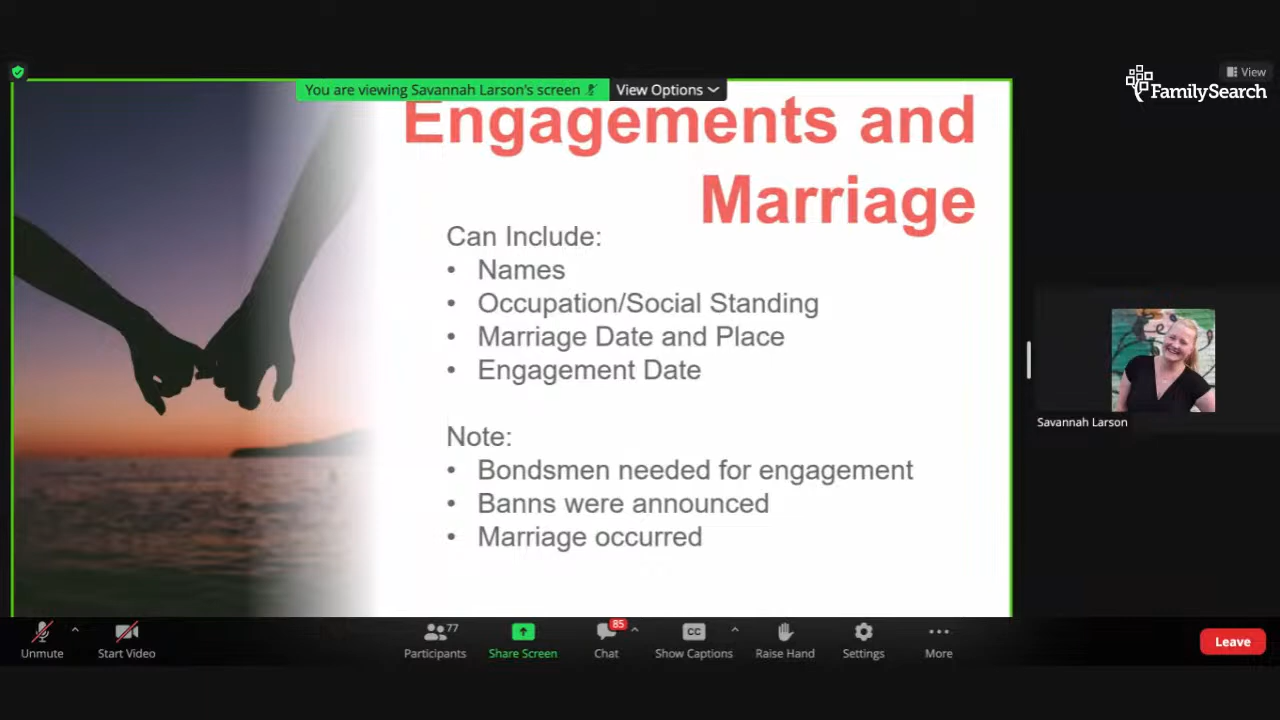 You are viewing Savannah Larson's screen
View Options
View
FamilySearch
Engagements and
Marriage
Can Include:
• Names
• Occupation/Social Standing
• Marriage Date and Place
• Engagement Date
Note:
• Bondsmen needed for engagement
• Banns were announced
• Marriage occurred
Savannah Larson
Unmute
Start Video
77
Participants
Share Screen
85
Chat
CC
Show Captions
Raise Hand
Settings
More
Leave